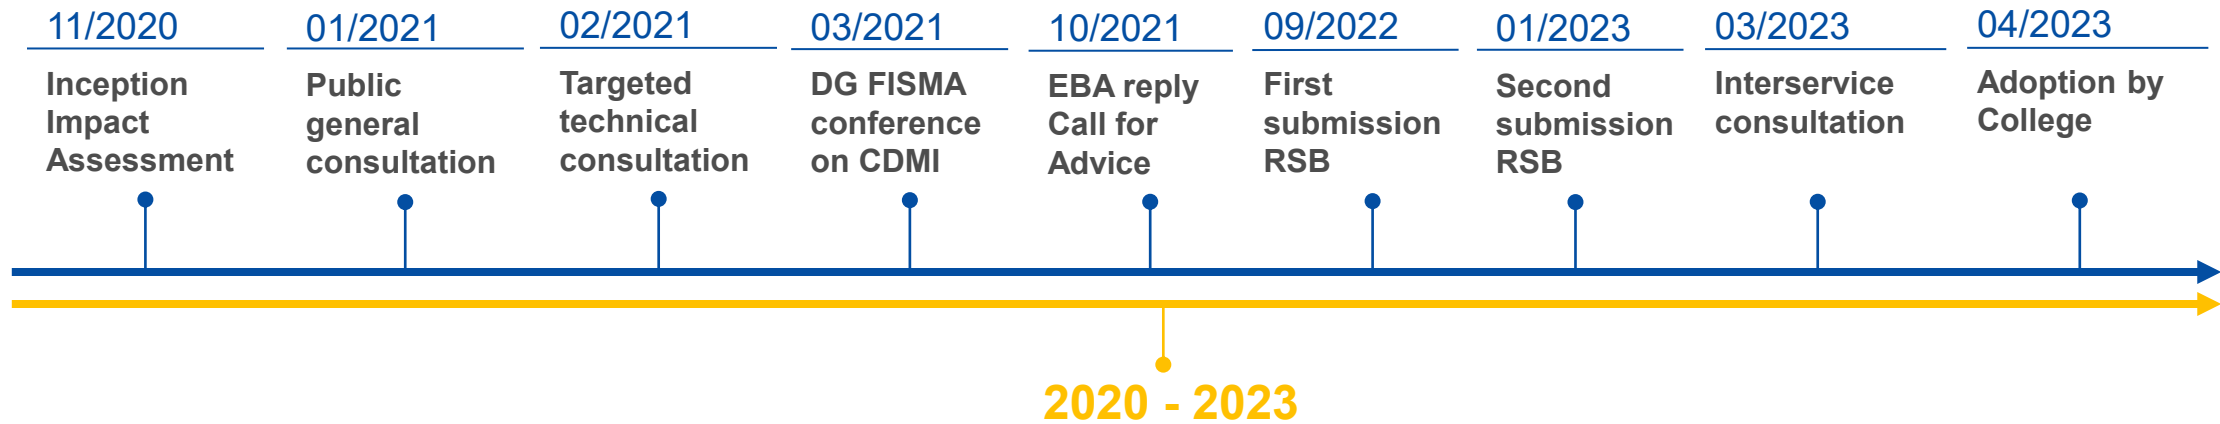 11/2020
Inception
Impact
Assessment
01/2021
Public
general
consultation
02/2021
Targeted
technical
consultation
03/2021
DG FISMA
conference
on CDMI
10/2021
EBA reply
Call for
Advice
09/2022
First
submission
RSB
01/2023
Second
submission
RSB
03/2023
Interservice
consultation
04/2023
Adoption by
College
2020 - 2023